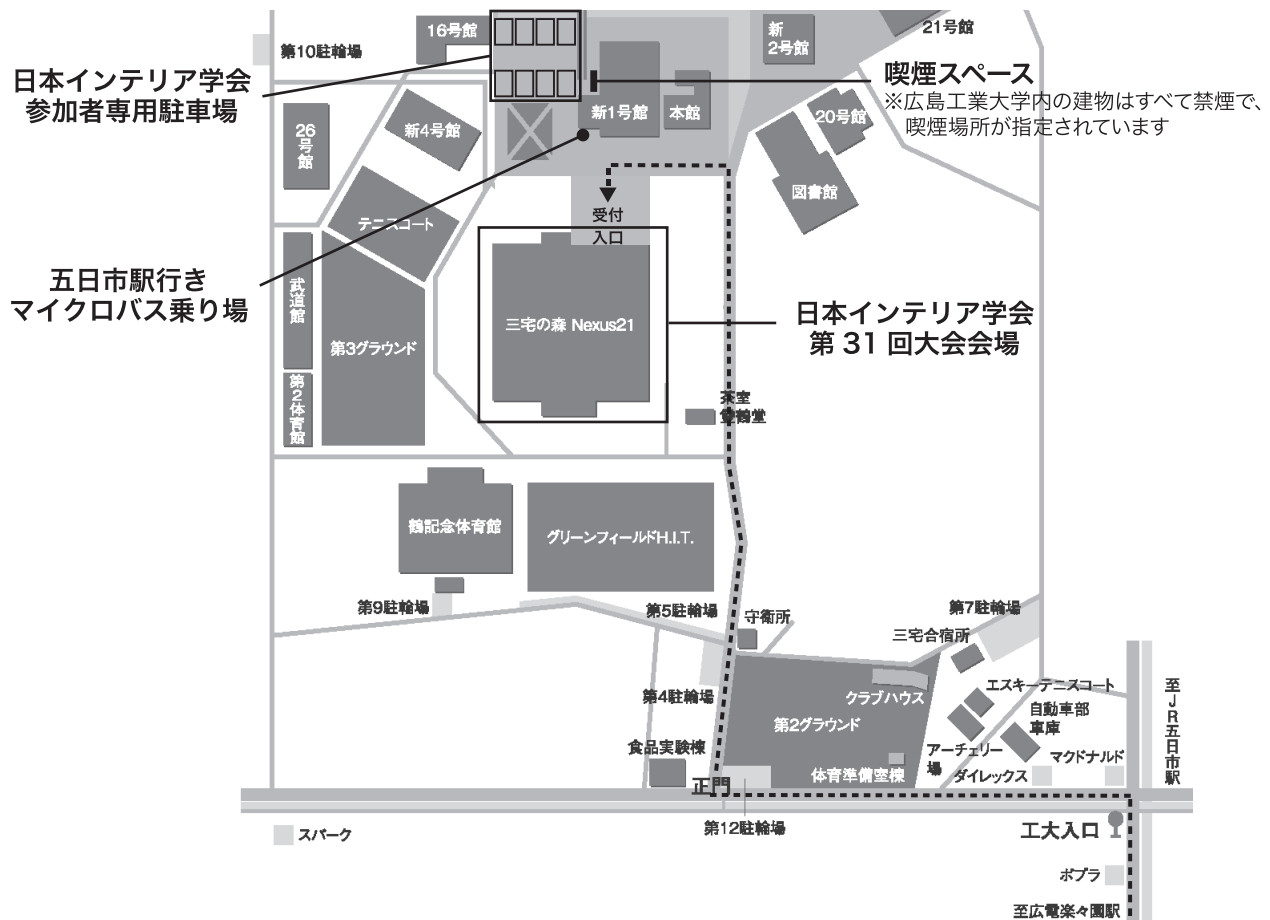 16号館
第10駐輪場
日本インテリア学会
参加者専用駐車場
新
2号館
21号館
喫煙スペース
※広島工業大学内の建物はすべて禁煙で、
喫煙場所が指定されています
26号館
新4号館
新1号館
本館
20号館
図書館
テニスコート
受付
入口
五日市駅行き
マイクロバス乗り場
武道館
第3グラウンド
第2体育館
三宅の森 Nexus21
日本インテリア学会
第 31 回大会会場
茶室
鶴記念体育館
グリーンフィールドH.I.T.
第9駐輪場
第5駐輪場
守衛所
第7駐輪場
三宅合宿所
第4駐輪場
クラブハウス
第2グラウンド
エスキーテニスコート
自動車部
車庫
アーチェリー
場
マクドナルド
ダイレックス
至JR五日市駅
食品実験棟
体育準備室棟
正門
第12駐輪場
スパーク
工大入口
ポプラ
至広電楽々園駅